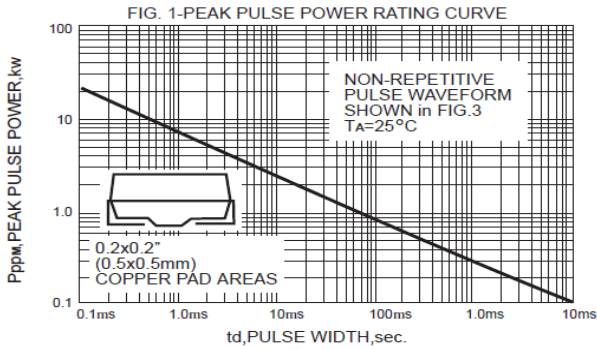 FIG. 1-PEAK PULSE POWER RATING CURVE
PPPM,PEAK PULSE POWER,kw
100
10
1.0
0.1
NON-REPETITIVE
PULSE WAVEFORM
SHOWN in FIG.3
TA=25°C
0.2x0.2"
(0.5x0.5mm)
COPPER PAD AREAS
0.1ms 1.0ms 10ms 100ms 1.0ms 10ms
td,PULSE WIDTH,sec.